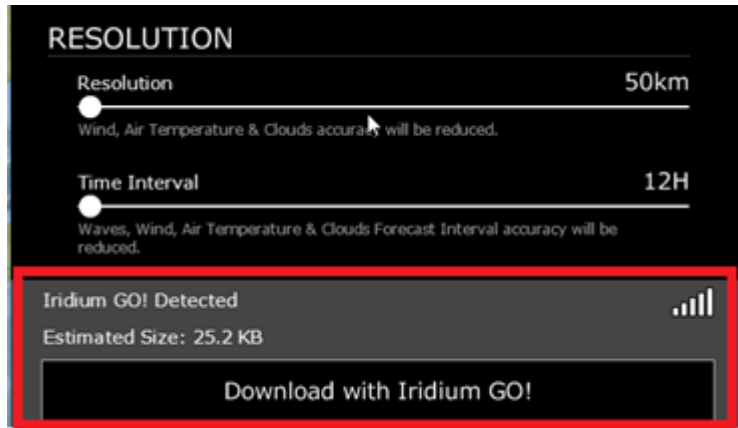 RESOLUTION
Resolution 50km
Wind, Air Temperature & Clouds accuracy will be reduced.
Time Interval 12H
Waves, Wind, Air Temperature & Clouds Forecast Interval accuracy will be
reduced.
Iridium GO! Detected
Estimated Size: 25.2 KB
Download with Iridium GO!